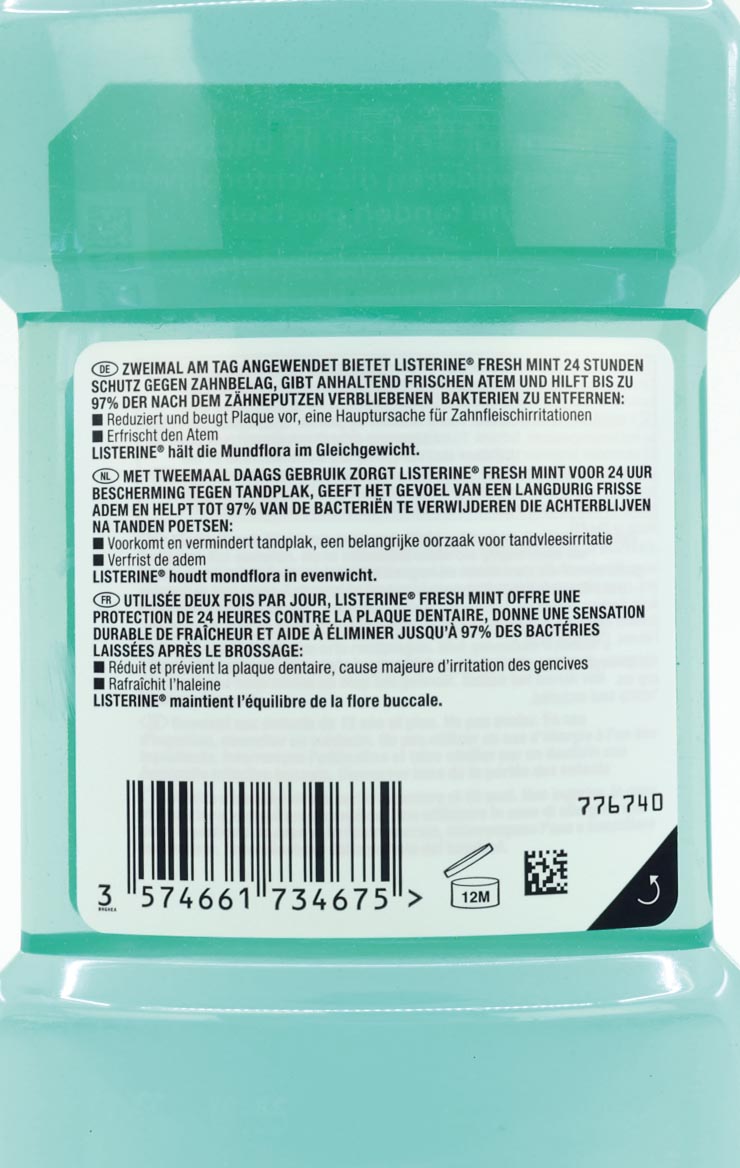 DE ZWEIMAL AM TAG ANGEWENDET BIETET LISTERINE® FRESH MINT 24 STUNDEN
SCHUTZ GEGEN ZAHNBELAG, GIBT ANHALTEND FRISCHEN ATEM UND HILFT BIS ZU
97% DER NACH DEM ZÄHNEPUTZEN VERBLIEBENEN BAKTERIEN ZU ENTFERNEN:
■ Reduziert und beugt Plaque vor, eine Hauptursache für Zahnfleischirritationen
■ Erfrischt den Atem
LISTERINE® hält die Mundflora im Gleichgewicht.
NL MET TWEEMAAL DAAGS GEBRUIK ZORGT LISTERINE® FRESH MINT VOOR 24 UUR
BESCHERMING TEGEN TANDPLAK, GEEFT HET GEVOEL VAN EEN LANGDURIG FRISSE
ADEM EN HELPT TOT 97% VAN DE BACTERIËN TE VERWIJDEREN DIE ACHTERBLIJVEN
NA TANDEN POETSEN:
■ Voorkomt en vermindert tandplak, een belangrijke oorzaak voor tandvleesirritatie
■ Verfrist de adem
LISTERINE® houdt mondflora in evenwicht.
FR UTILISÉE DEUX FOIS PAR JOUR, LISTERINE® FRESH MINT OFFRE UNE
PROTECTION DE 24 HEURES CONTRE LA PLAQUE DENTAIRE, DONNE UNE SENSATION
DURABLE DE FRAÎCHEUR ET AIDE À ÉLIMINER JUSQU'À 97% DES BACTÉRIES
LAISSÉES APRÈS LE BROSSAGE:
■ Réduit et prévient la plaque dentaire, cause majeure d'irritation des gencives
■ Rafraîchit l'haleine
LISTERINE® maintient l'équilibre de la flore buccale.
776740
12M
3 574661 734675 >